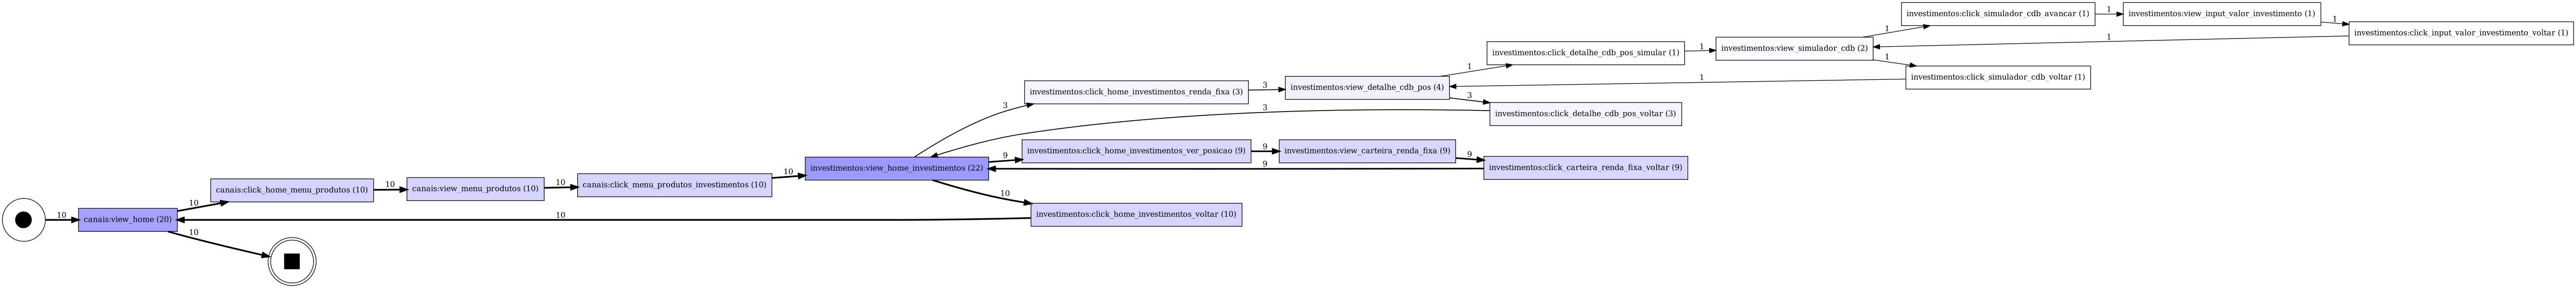 investimentos:click_simulador_cdb_avancar (1)
1
investimentos:view_input_valor_investimento (1)
1
investimentos:click_input_valor_investimento_voltar (1)
1
1
investimentos:click_detalhe_cdb_pos_simular (1)
1
investimentos:view_simulador_cdb (2)
1
investimentos:click_simulador_cdb_voltar (1)
1
1
investimentos:click_home_investimentos_renda_fixa (3)
3
investimentos:view_detalhe_cdb_pos (4)
3
investimentos:click_detalhe_cdb_pos_voltar (3)
3
3
investimentos:click_home_investimentos_ver_posicao (9)
9
investimentos:view_carteira_renda_fixa (9)
9
investimentos:click_carteira_renda_fixa_voltar (9)
9
9
investimentos:view_home_investimentos (22)
10
canais:click_menu_produtos_investimentos (10)
10
canais:view_menu_produtos (10)
10
canais:click_home_menu_produtos (10)
10
10
investimentos:click_home_investimentos_voltar (10)
10
10
canais:view_home (20)
10